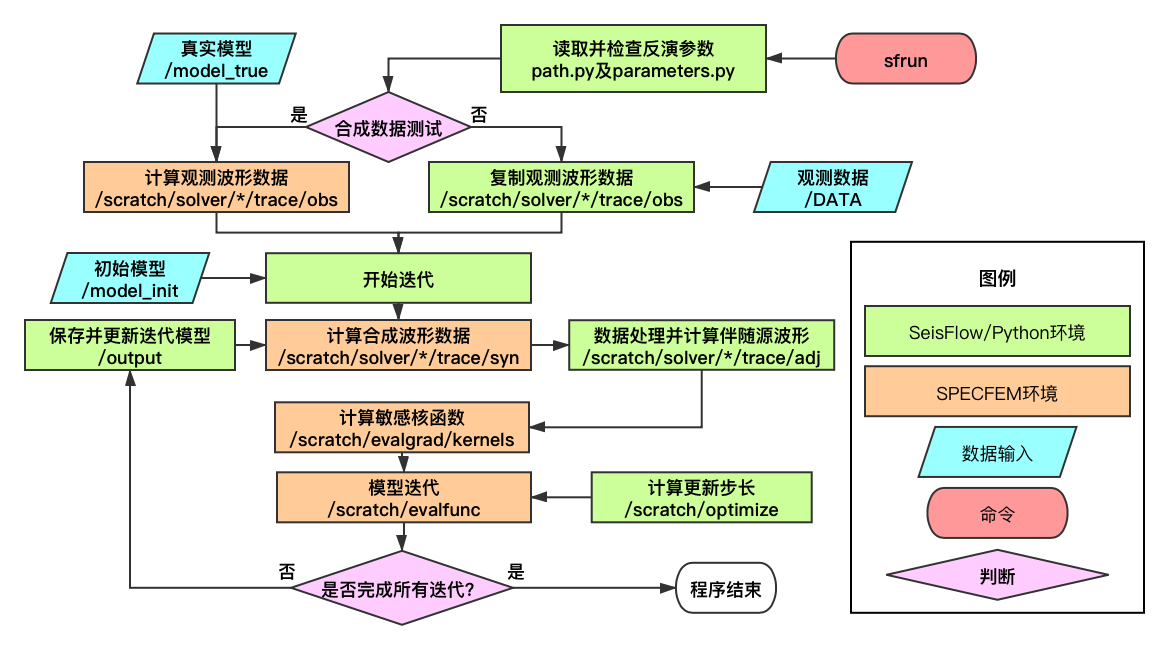 真实模型
/model_true
读取并检查反演参数
path.py及parameters.py
sfrun
是
合成数据测试
否
计算观测波形数据
/scratch/solver/*/trace/obs
复制观测波形数据
/scratch/solver/*/trace/obs
观测数据
/DATA
初始模型
/model_init
开始迭代
保存并更新迭代模型
/output
计算合成波形数据
/scratch/solver/*/trace/syn
数据处理并计算伴随源波形
/scratch/solver/*/trace/adj
计算敏感核函数
/scratch/evalgrad/kernels
模型迭代
/scratch/evalfunc
计算更新步长
/scratch/optimize
否
是否完成所有迭代?
是
程序结束
图例
SeisFlow/Python环境
SPECFEM环境
数据输入
命令
判断